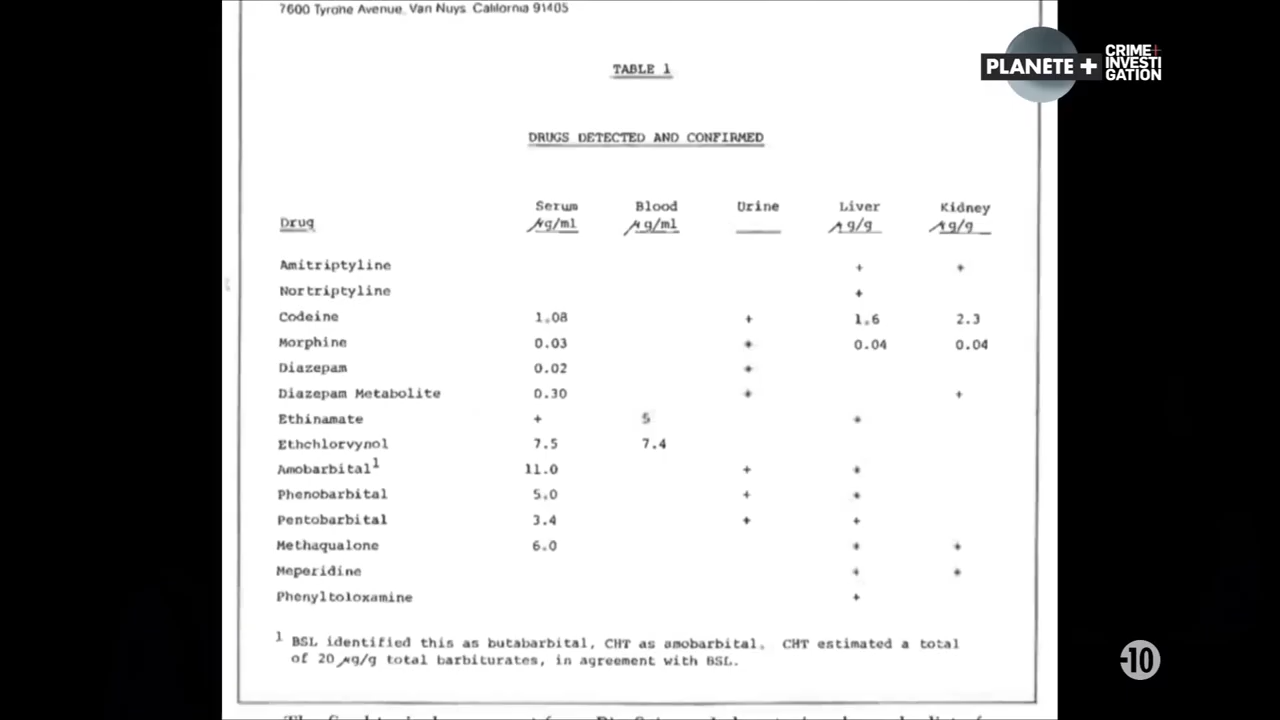 7600 Tyrone Avenue, Van Nuys, California 91405
PLANÈTE+ CRIME+
INVESTI
GATION
TABLE 1
DRUGS DETECTED AND CONFIRMED
Serum Blood Urine Liver Kidney
Drug µg/ml µg/ml µg/g µg/g
Amitriptyline + +
Nortriptyline +
Codeine 1.08 + 1.6 2.3
Morphine 0.03 + 0.04 0.04
Diazepam 0.02 +
Diazepam Metabolite 0.30 + +
Ethinamate + 5 +
Ethchlorvynol 7.5 7.4
Amobarbital¹ 11.0 + +
Phenobarbital 5.0 + +
Pentobarbital 3.4 + +
Methaqualone 6.0 + +
Meperidine + +
Phenyltoloxamine +
¹ BSL identified this as butabarbital, CHT as amobarbital. CHT estimated a total
of 20 µg/g total barbiturates, in agreement with BSL.
-10